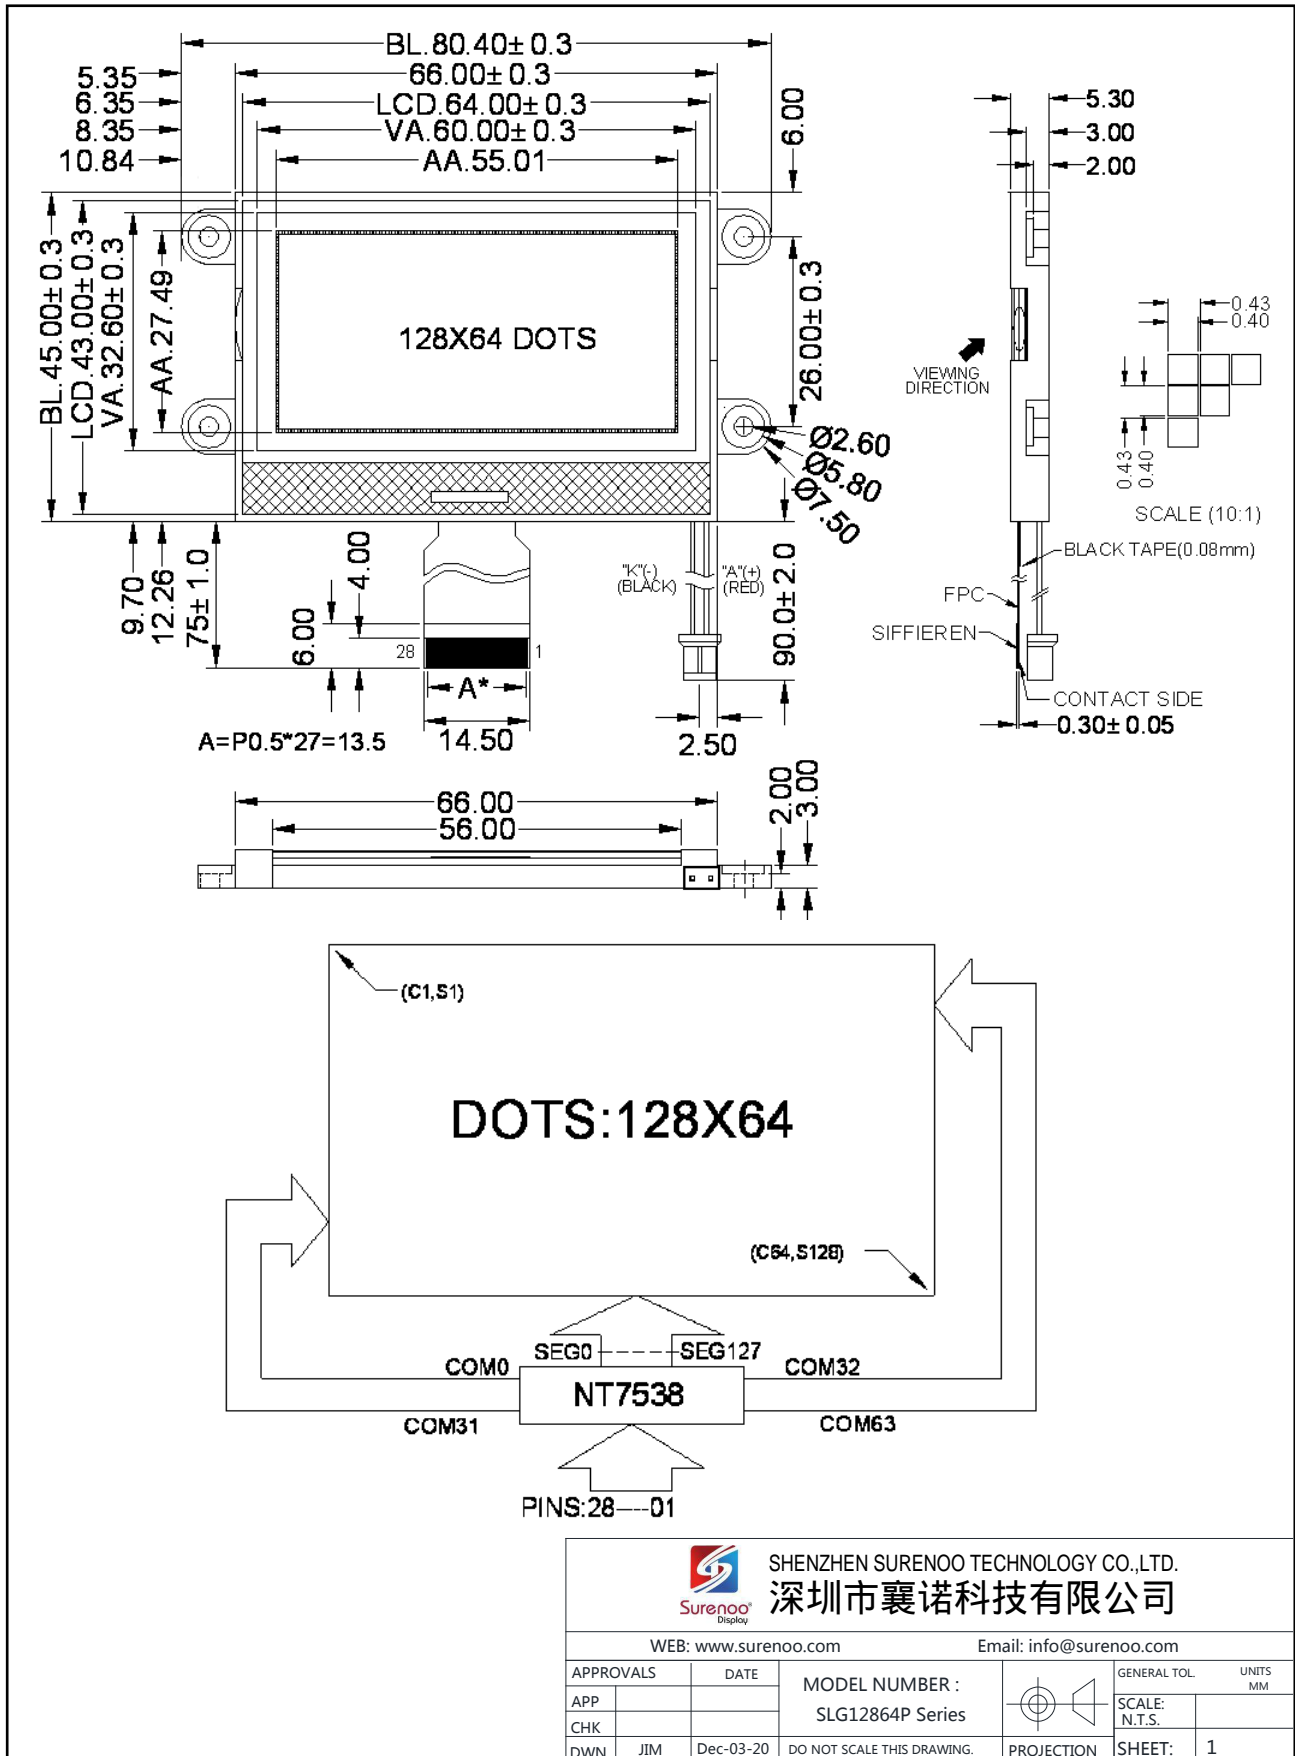 BL.80.40± 0.3
5.35
66.00± 0.3
6.35
LCD.64.00± 0.3
8.35
VA.60.00± 0.3
10.84
AA.55.01
6.00
5.30
3.00
2.00
BL.45.00± 0.3
LCD.43.00± 0.3
VA.32.60± 0.3
AA.27.49
128X64 DOTS
26.00± 0.3
Ø2.60
Ø5.80
Ø7.50
VIEWING
DIRECTION
0.43
0.40
0.43
0.40
SCALE (10:1)
9.70
12.26
75± 1.0
6.00
4.00
28
1
A*
14.50
A=P0.5*27=13.5
"K"(-)
(BLACK)
"A"(+)
(RED)
90.0± 2.0
2.50
BLACK TAPE(0.08mm)
FPC
SIFFIEREN
CONTACT SIDE
0.30± 0.05
66.00
56.00
2.00
3.00
(C1,S1)
DOTS:128X64
(C64,S128)
SEG0
SEG127
COM0
COM32
NT7538
COM31
COM63
PINS:28----01
Surenoo®
Display
SHENZHEN SURENOO TECHNOLOGY CO.,LTD.
深圳市襄诺科技有限公司
WEB: www.surenoo.com
Email: info@surenoo.com
APPROVALS
DATE
MODEL NUMBER :
SLG12864P Series
GENERAL TOL.
UNITS
MM
APP
SCALE:
N.T.S.
CHK
DWN
JIM
Dec-03-20
DO NOT SCALE THIS DRAWING.
PROJECTION
SHEET:
1